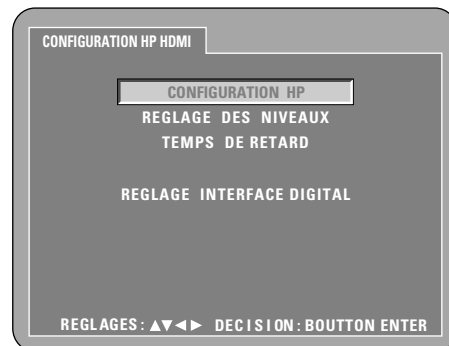 CONFIGURATION HP HDMI
CONFIGURATION HP
REGLAGE DES NIVEAUX
TEMPS DE RETARD
REGLAGE INTERFACE DIGITAL
REGLAGES: ▲▼◄► DECISION: BOUTTON ENTER